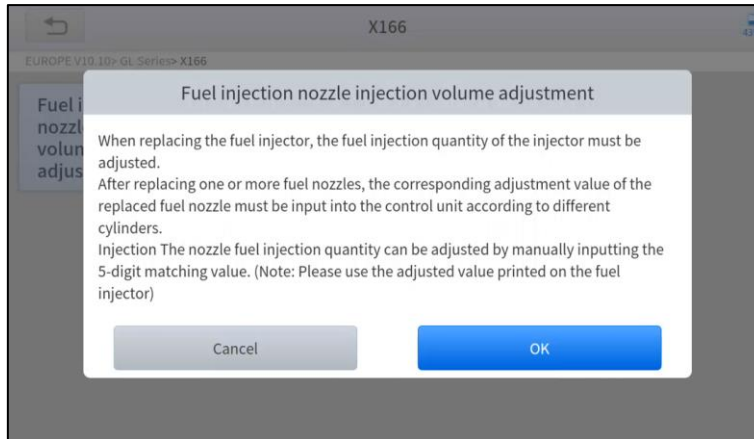 X166
EUROPE V10.10> GL Series> X166
Fuel i
nozzl
volun
adjus
Fuel injection nozzle injection volume adjustment
When replacing the fuel injector, the fuel injection quantity of the injector must be
adjusted.
After replacing one or more fuel nozzles, the corresponding adjustment value of the
replaced fuel nozzle must be input into the control unit according to different
cylinders.
Injection The nozzle fuel injection quantity can be adjusted by manually inputting the
5-digit matching value. (Note: Please use the adjusted value printed on the fuel
injector)
Cancel
OK